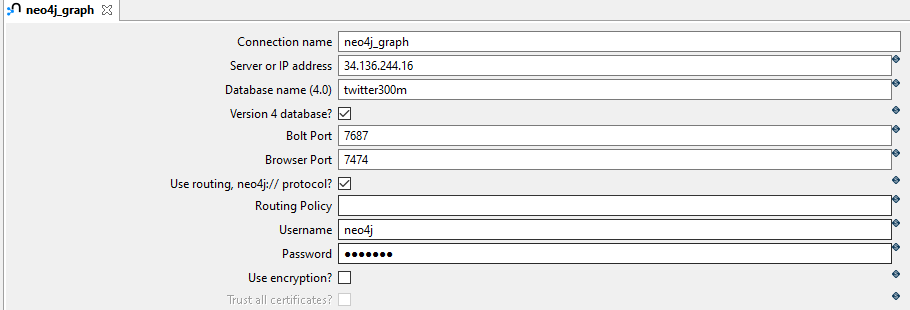 neo4j_graph
Connection name neo4j_graph
Server or IP address 34.136.244.16
Database name (4.0) twitter300m
Version 4 database?
Bolt Port 7687
Browser Port 7474
Use routing, neo4j:// protocol?
Routing Policy
Username neo4j
Password ●●●●●●●
Use encryption?
Trust all certificates?